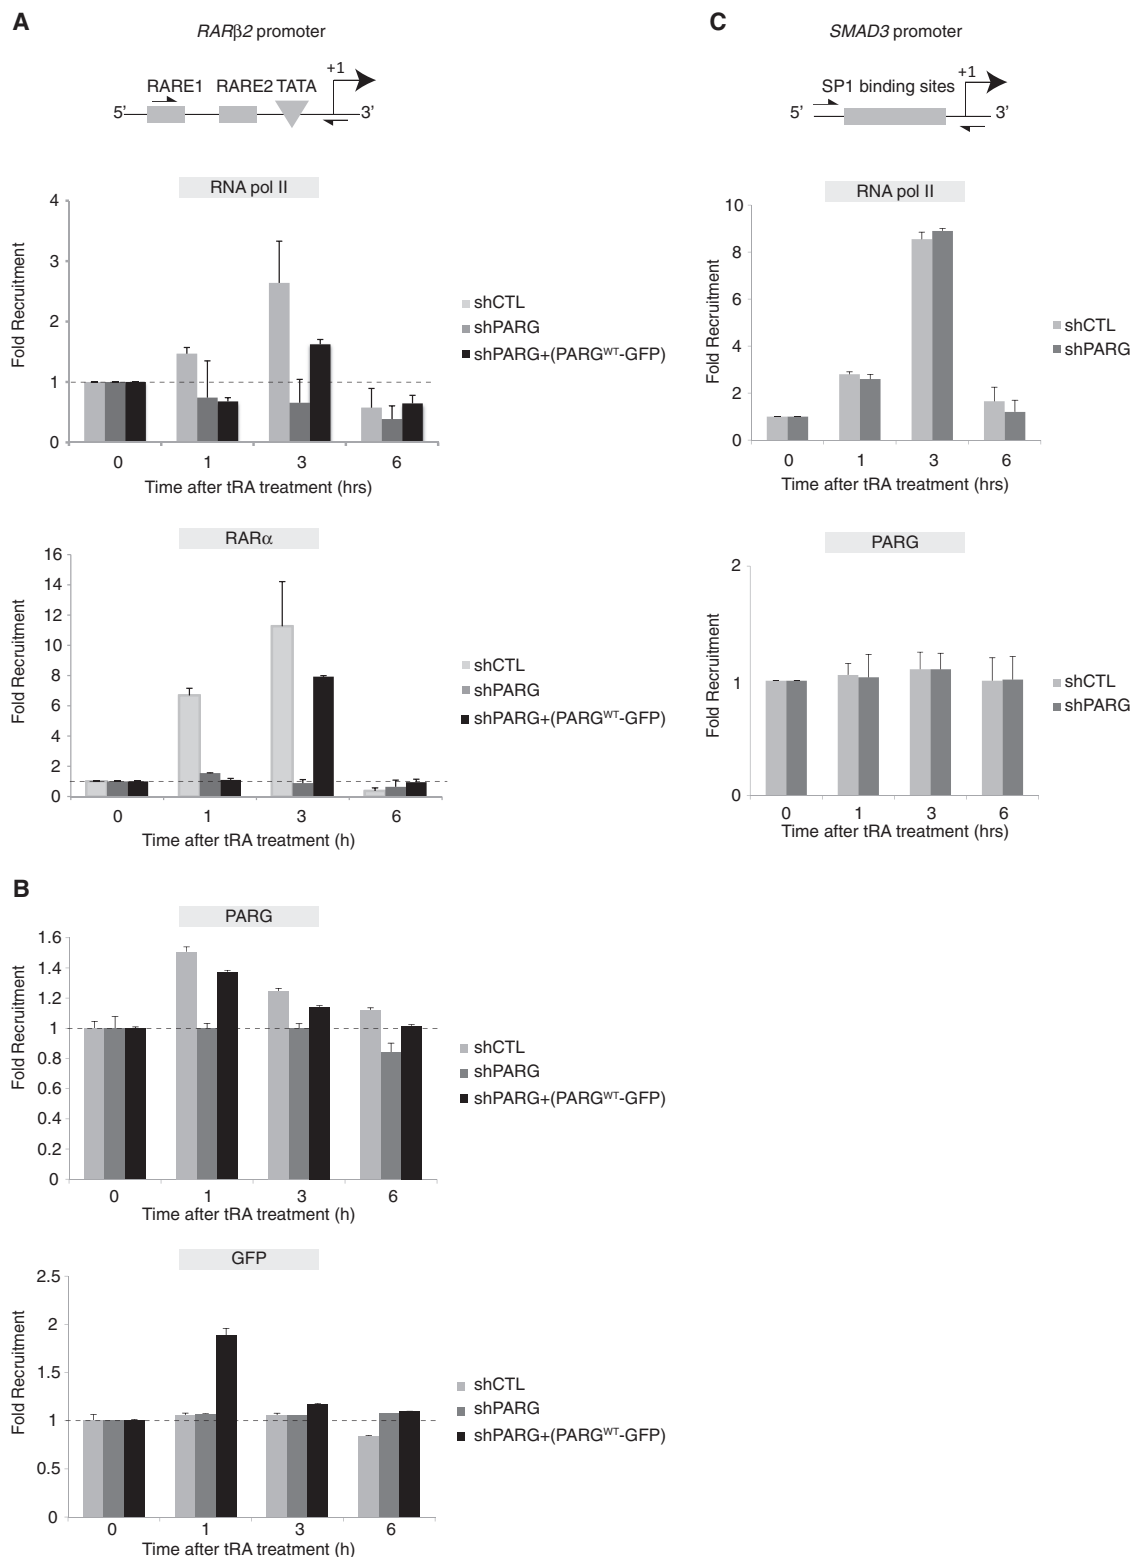 A
RARβ2 promoter
RARE1 RARE2 TATA +1
5' 3'
RNA pol II
4
3
2
1
0
Fold Recruitment
0 1 3 6
Time after tRA treatment (hrs)
shCTL
shPARG
shPARG+(PARGWT-GFP)
RARα
16
14
12
10
8
6
4
2
0
Fold Recruitment
0 1 3 6
Time after tRA treatment (h)
shCTL
shPARG
shPARG+(PARGWT-GFP)
B
PARG
1.6
1.4
1.2
1
0.8
0.6
0.4
0.2
0
Fold Recruitment
0 1 3 6
Time after tRA treatment (h)
shCTL
shPARG
shPARG+(PARGWT-GFP)
GFP
2.5
2
1.5
1
0.5
0
Fold Recruitment
0 1 3 6
Time after tRA treatment (h)
shCTL
shPARG
shPARG+(PARGWT-GFP)
C
SMAD3 promoter
SP1 binding sites +1
5' 3'
RNA pol II
10
8
6
4
2
0
Fold Recruitment
0 1 3 6
Time after tRA treatment (hrs)
shCTL
shPARG
PARG
2
1
0
Fold Recruitment
0 1 3 6
Time after tRA treatment (hrs)
shCTL
shPARG